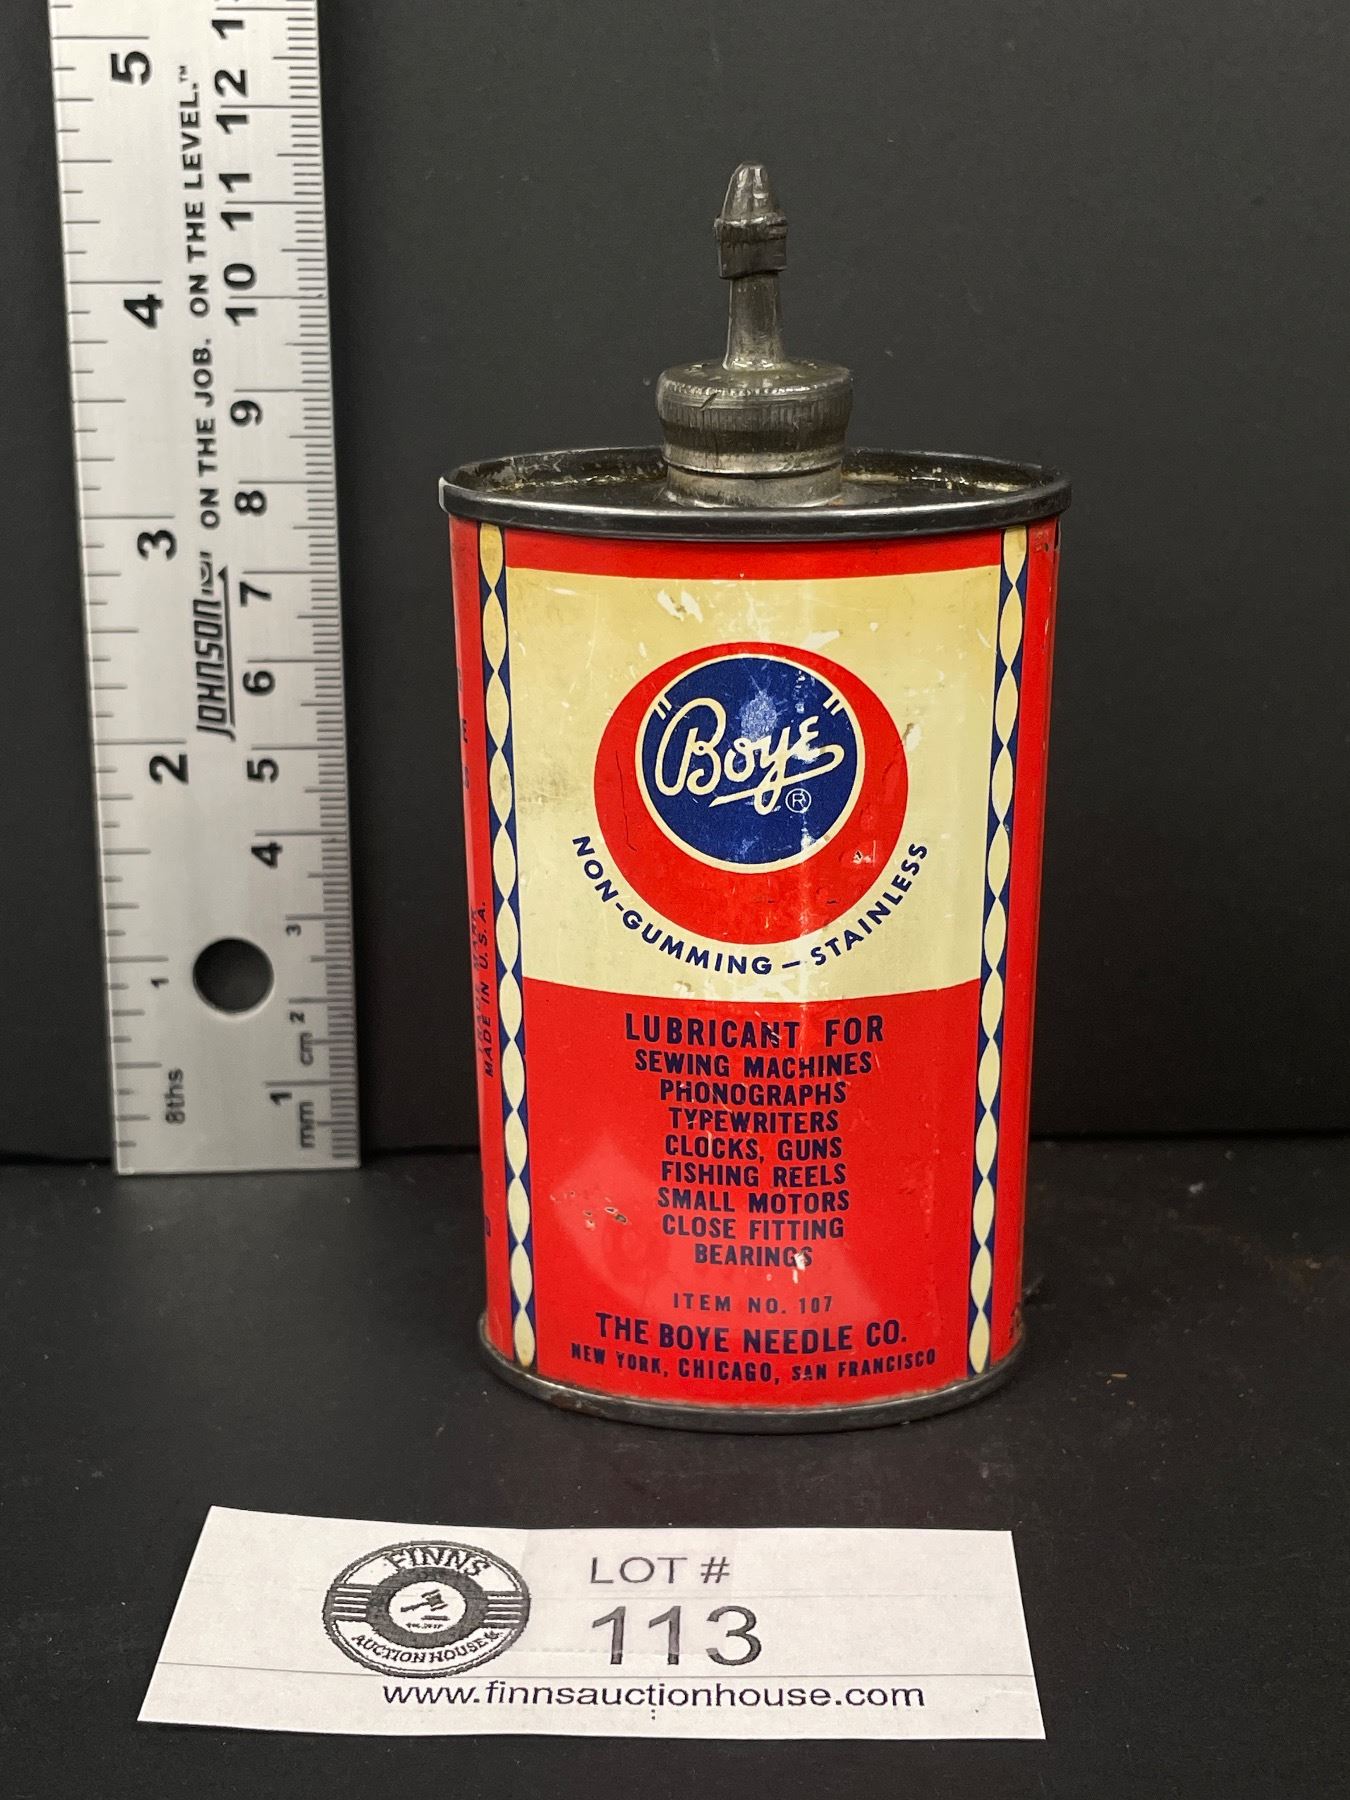 "Boye"
®
NON-GUMMING – STAINLESS
LUBRICANT FOR
SEWING MACHINES
PHONOGRAPHS
TYPEWRITERS
CLOCKS, GUNS
FISHING REELS
SMALL MOTORS
CLOSE FITTING
BEARINGS
ITEM NO. 107
THE BOYE NEEDLE CO.
NEW YORK, CHICAGO, SAN FRANCISCO
TRADE MARK
MADE IN U.S.A.
JOHNSON ON THE JOB. ON THE LEVEL.™
5
4
3
2
1
8ths
12
11
10
9
8
7
6
5
4
3
2
1
cm
mm
FINNS
AUCTION HOUSE
LOT #
113
www.finnsauctionhouse.com